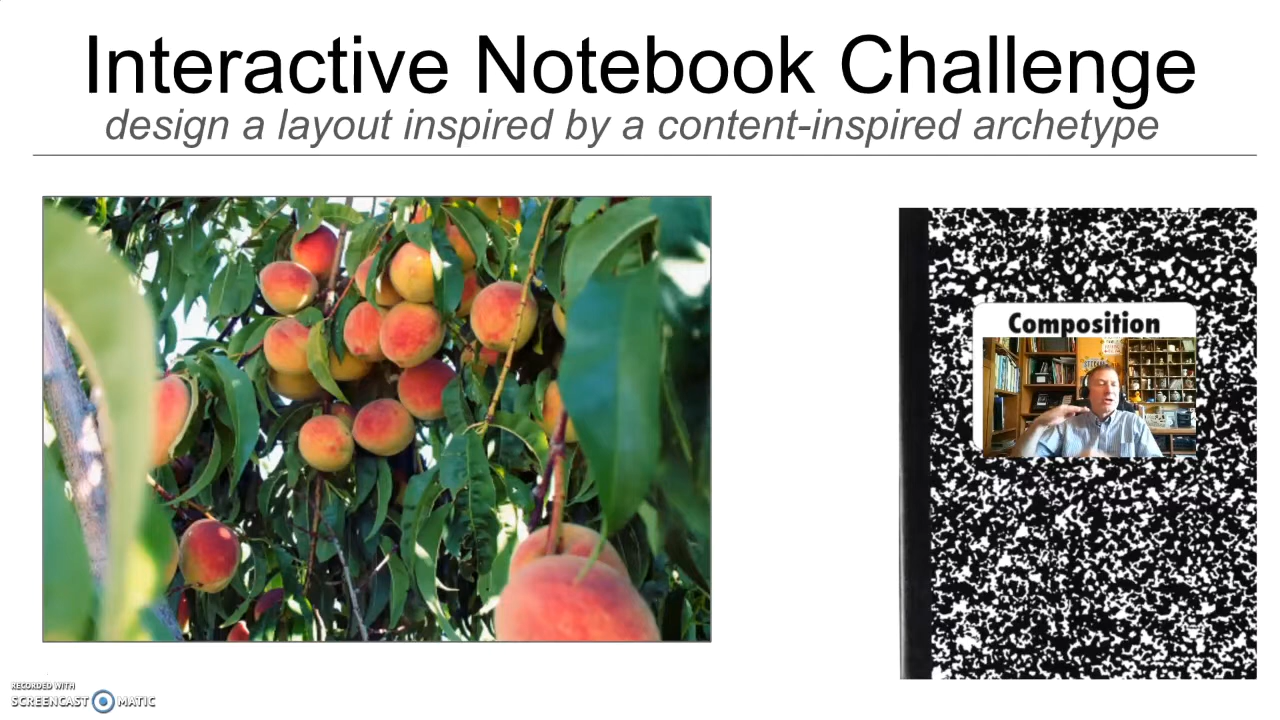 Interactive Notebook Challenge
design a layout inspired by a content-inspired archetype
Composition
RECORDED WITH
SCREENCAST MATIC